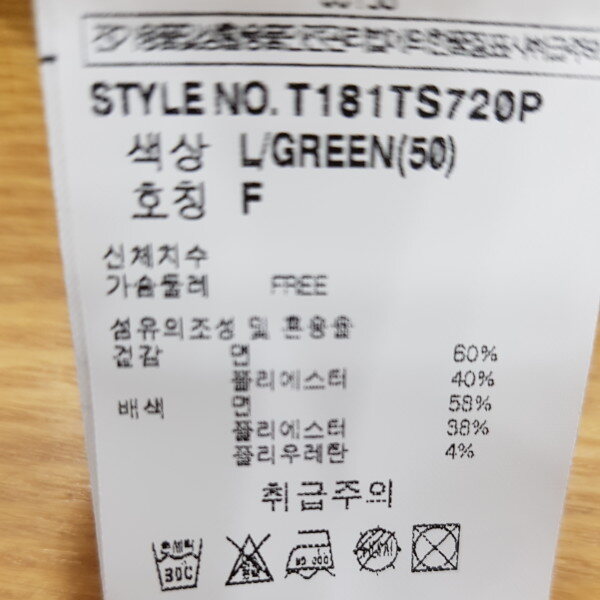 STYLE NO. T181TS720P
색상 L/GREEN(50)
호칭 F
신체치수
가슴둘레 FREE
섬유의조성 및 혼용율
겉감 면 60%
폴리에스터 40%
배색 면 58%
폴리에스터 38%
폴리우레탄 4%
취급주의
30C